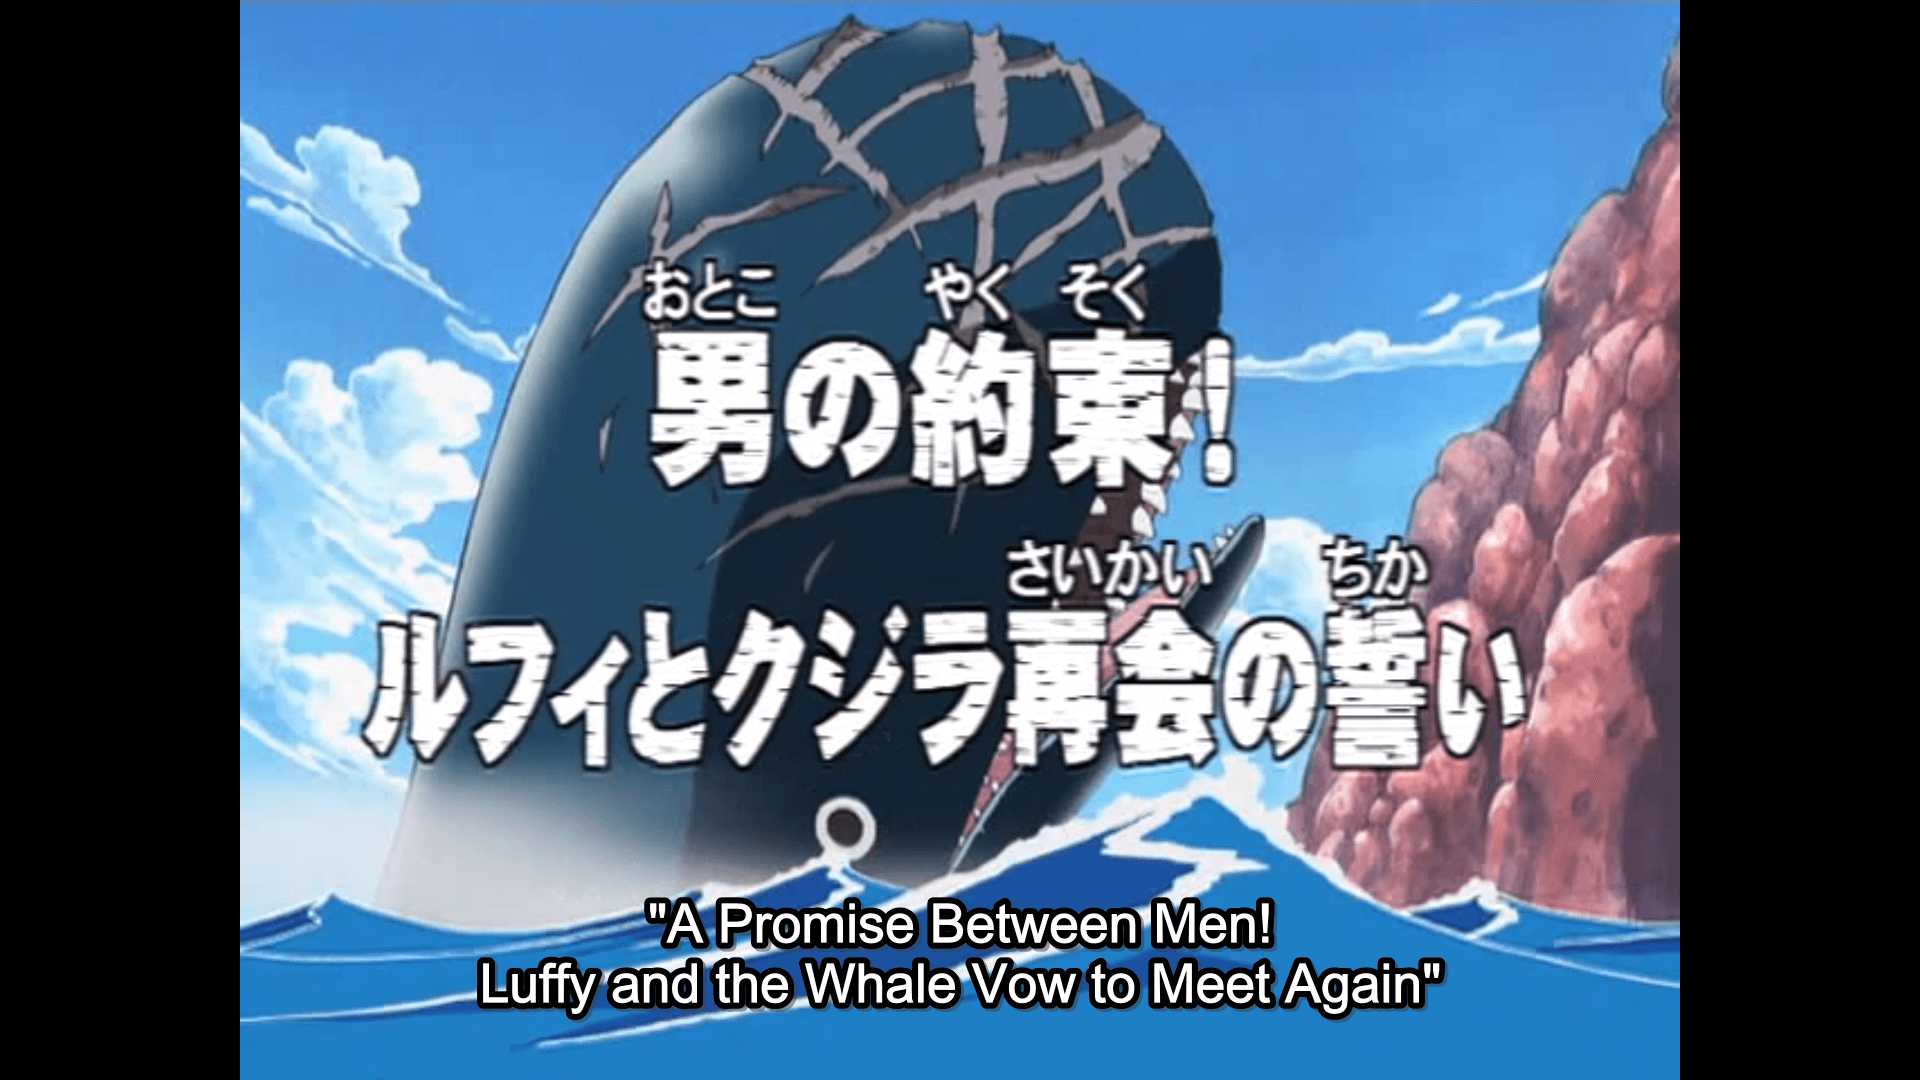 おとこ やく そく
男の約束!
さいかい ちか
ルフィとクジラ再会の誓い
"A Promise Between Men!
Luffy and the Whale Vow to Meet Again"